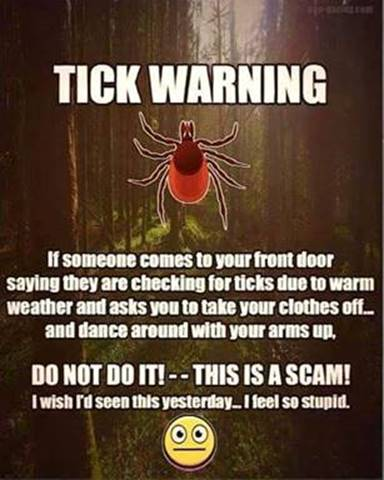 TICK WARNING
If someone comes to your front door
saying they are checking for ticks due to warm
weather and asks you to take your clothes off...
and dance around with your arms up,
DO NOT DO IT! -- THIS IS A SCAM!
I wish I'd seen this yesterday... I feel so stupid.